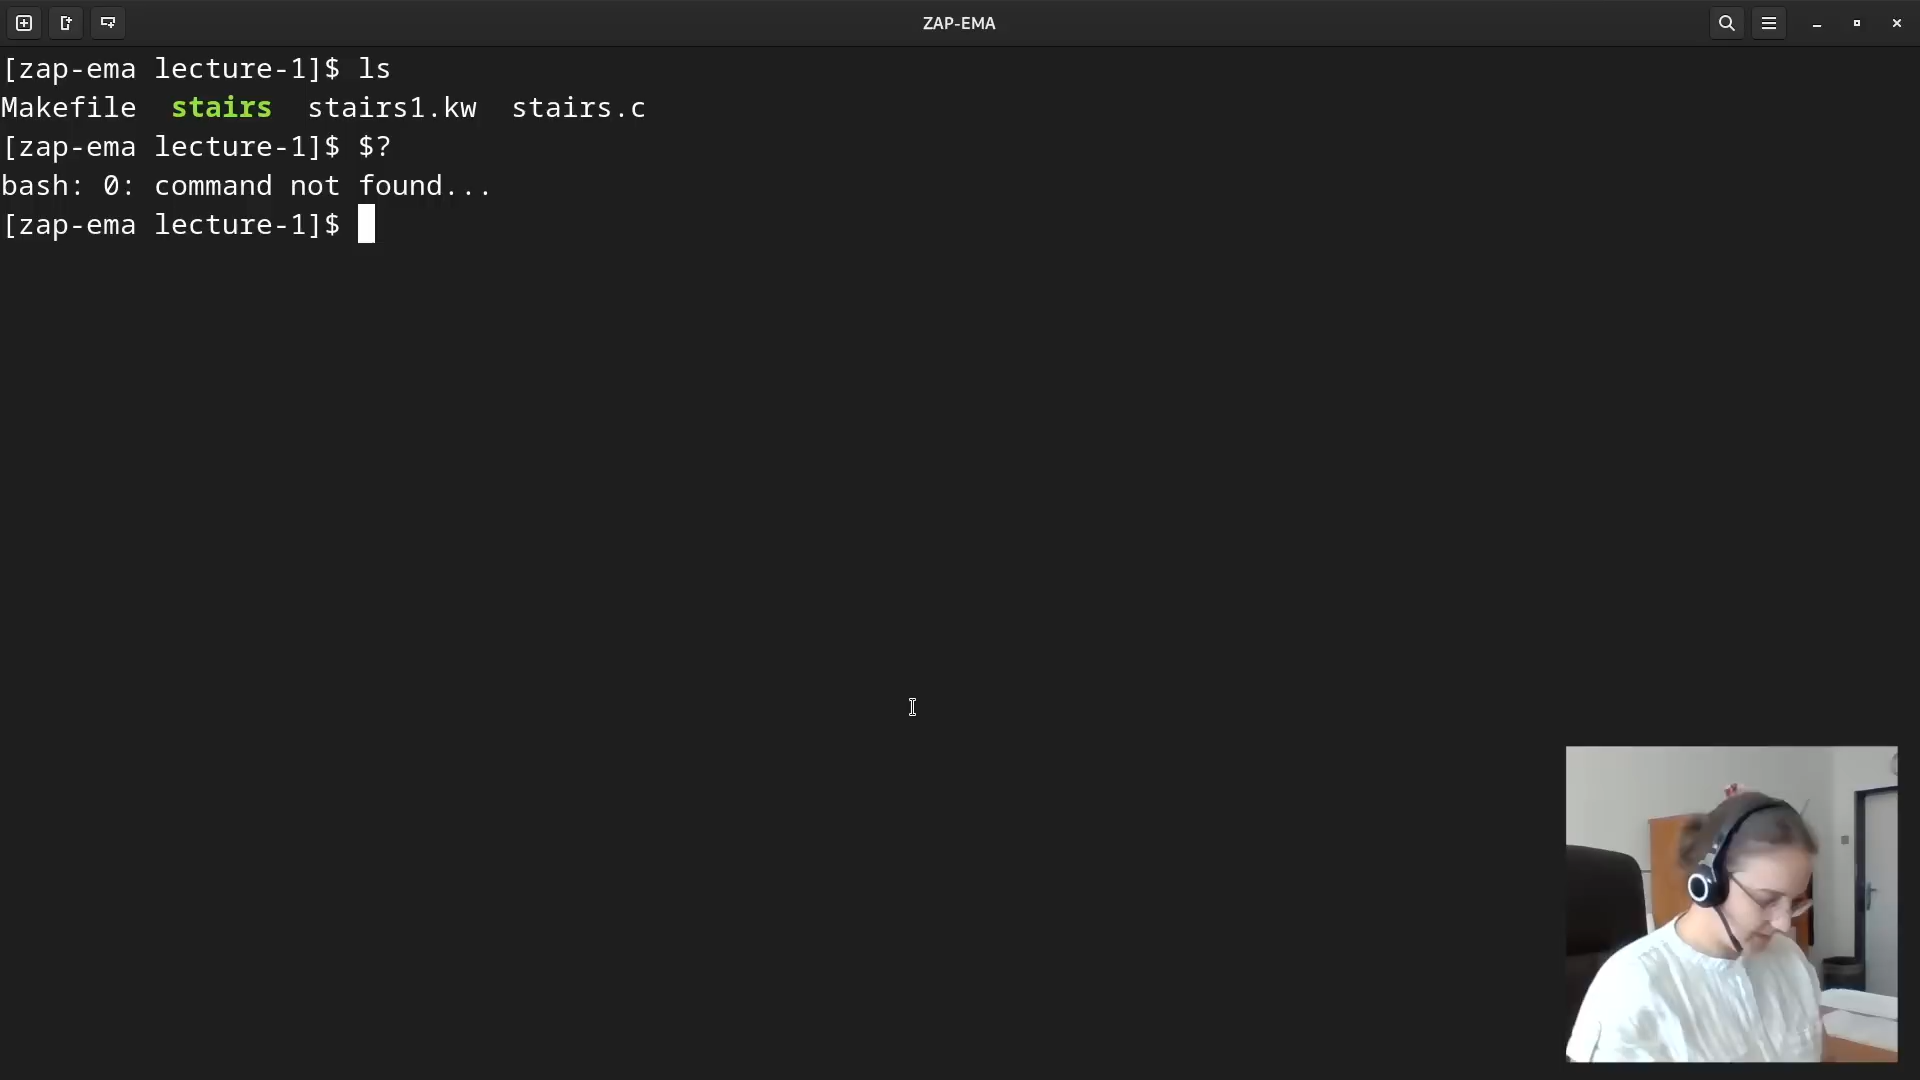 ZAP-EMA
[zap-ema lecture-1]$ ls
Makefile  stairs  stairs1.kw  stairs.c
[zap-ema lecture-1]$ $?
bash: 0: command not found...
[zap-ema lecture-1]$